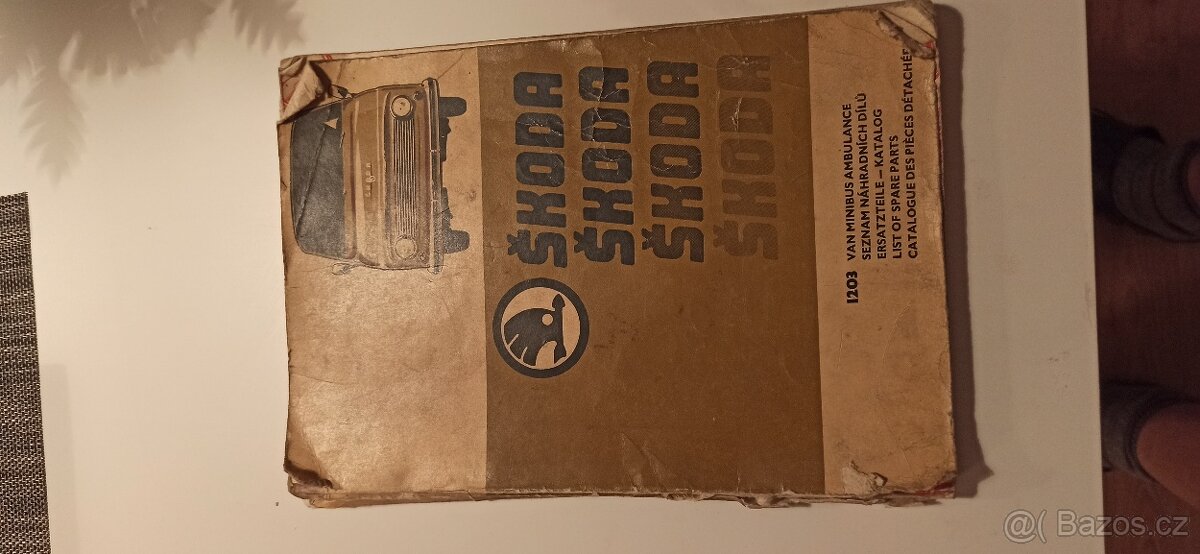 ŠKODA
ŠKODA
ŠKODA
ŠKODA
1203 VAN MINIBUS AMBULANCE
SEZNAM NÁHRADNÍCH DÍLŮ
ERSATZTEILE – KATALOG
LIST OF SPARE PARTS
CATALOGUE DES PIÈCES DÉTACHÉES
@( Bazos.cz